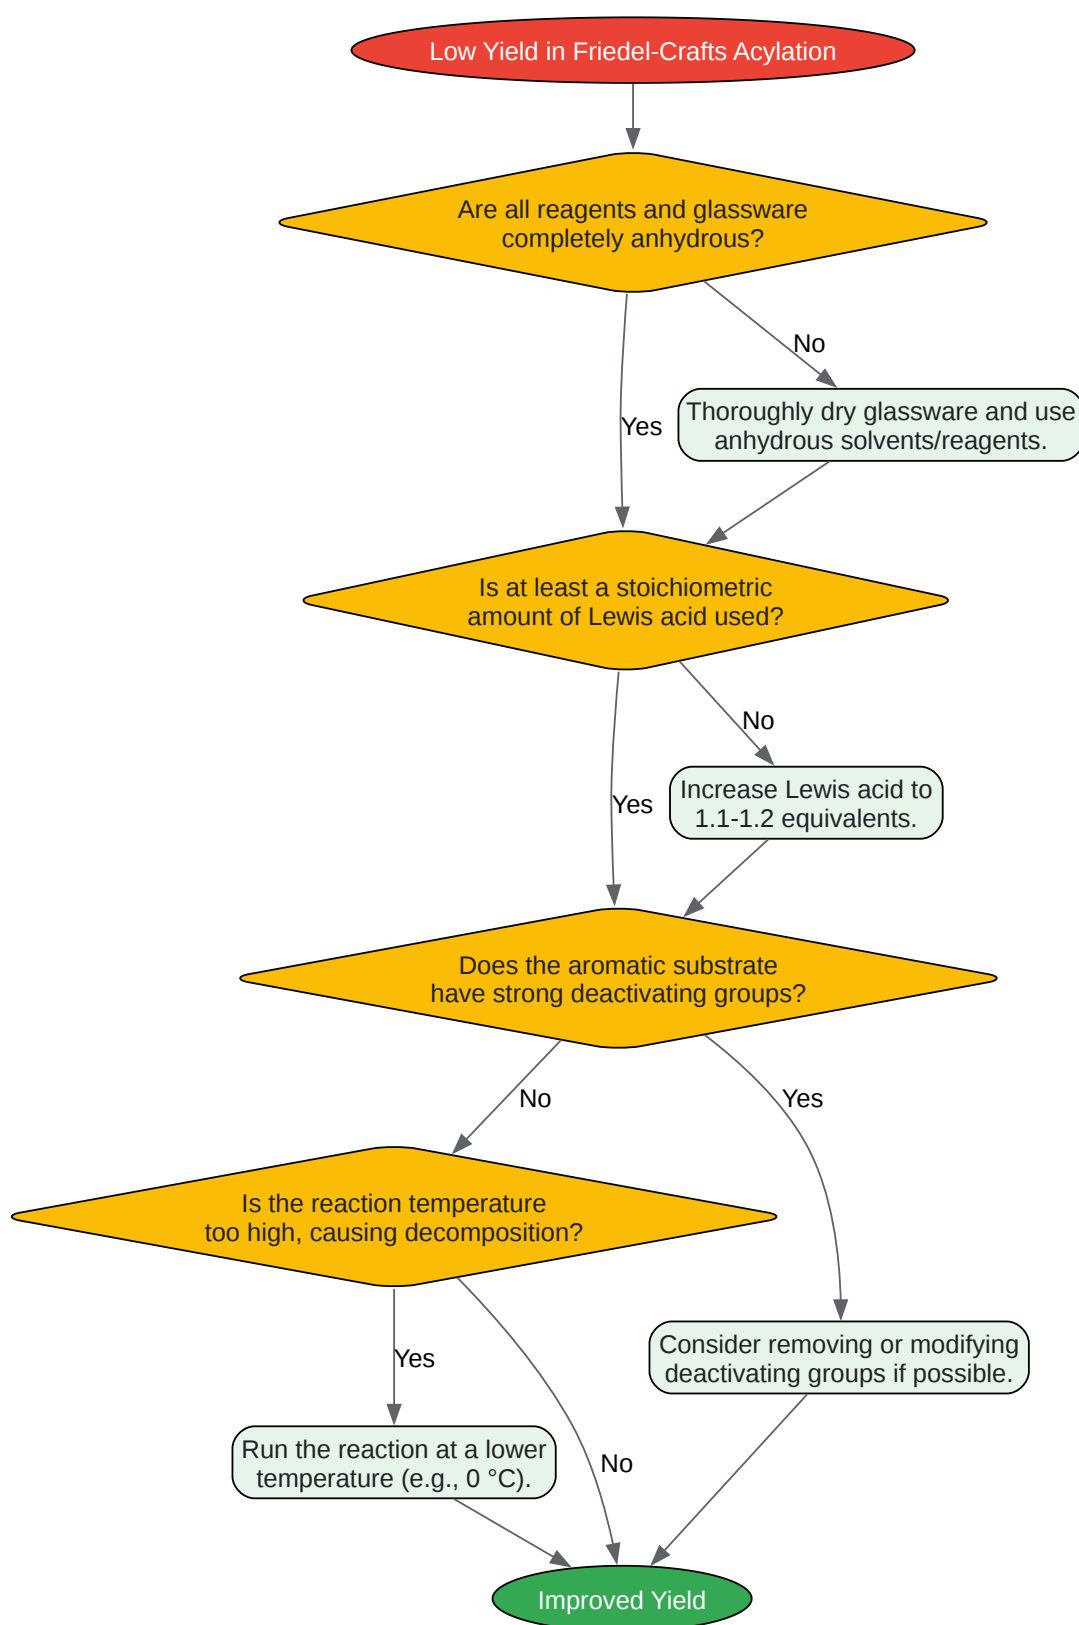 Low Yield in Friedel-Crafts Acylation
Are all reagents and glassware
completely anhydrous?
No
Thoroughly dry glassware and use
anhydrous solvents/reagents.
Yes
Is at least a stoichiometric
amount of Lewis acid used?
No
Increase Lewis acid to
1.1-1.2 equivalents.
Yes
Does the aromatic substrate
have strong deactivating groups?
No
Yes
Is the reaction temperature
too high, causing decomposition?
Consider removing or modifying
deactivating groups if possible.
Yes
Run the reaction at a lower
temperature (e.g., 0 °C).
No
Improved Yield